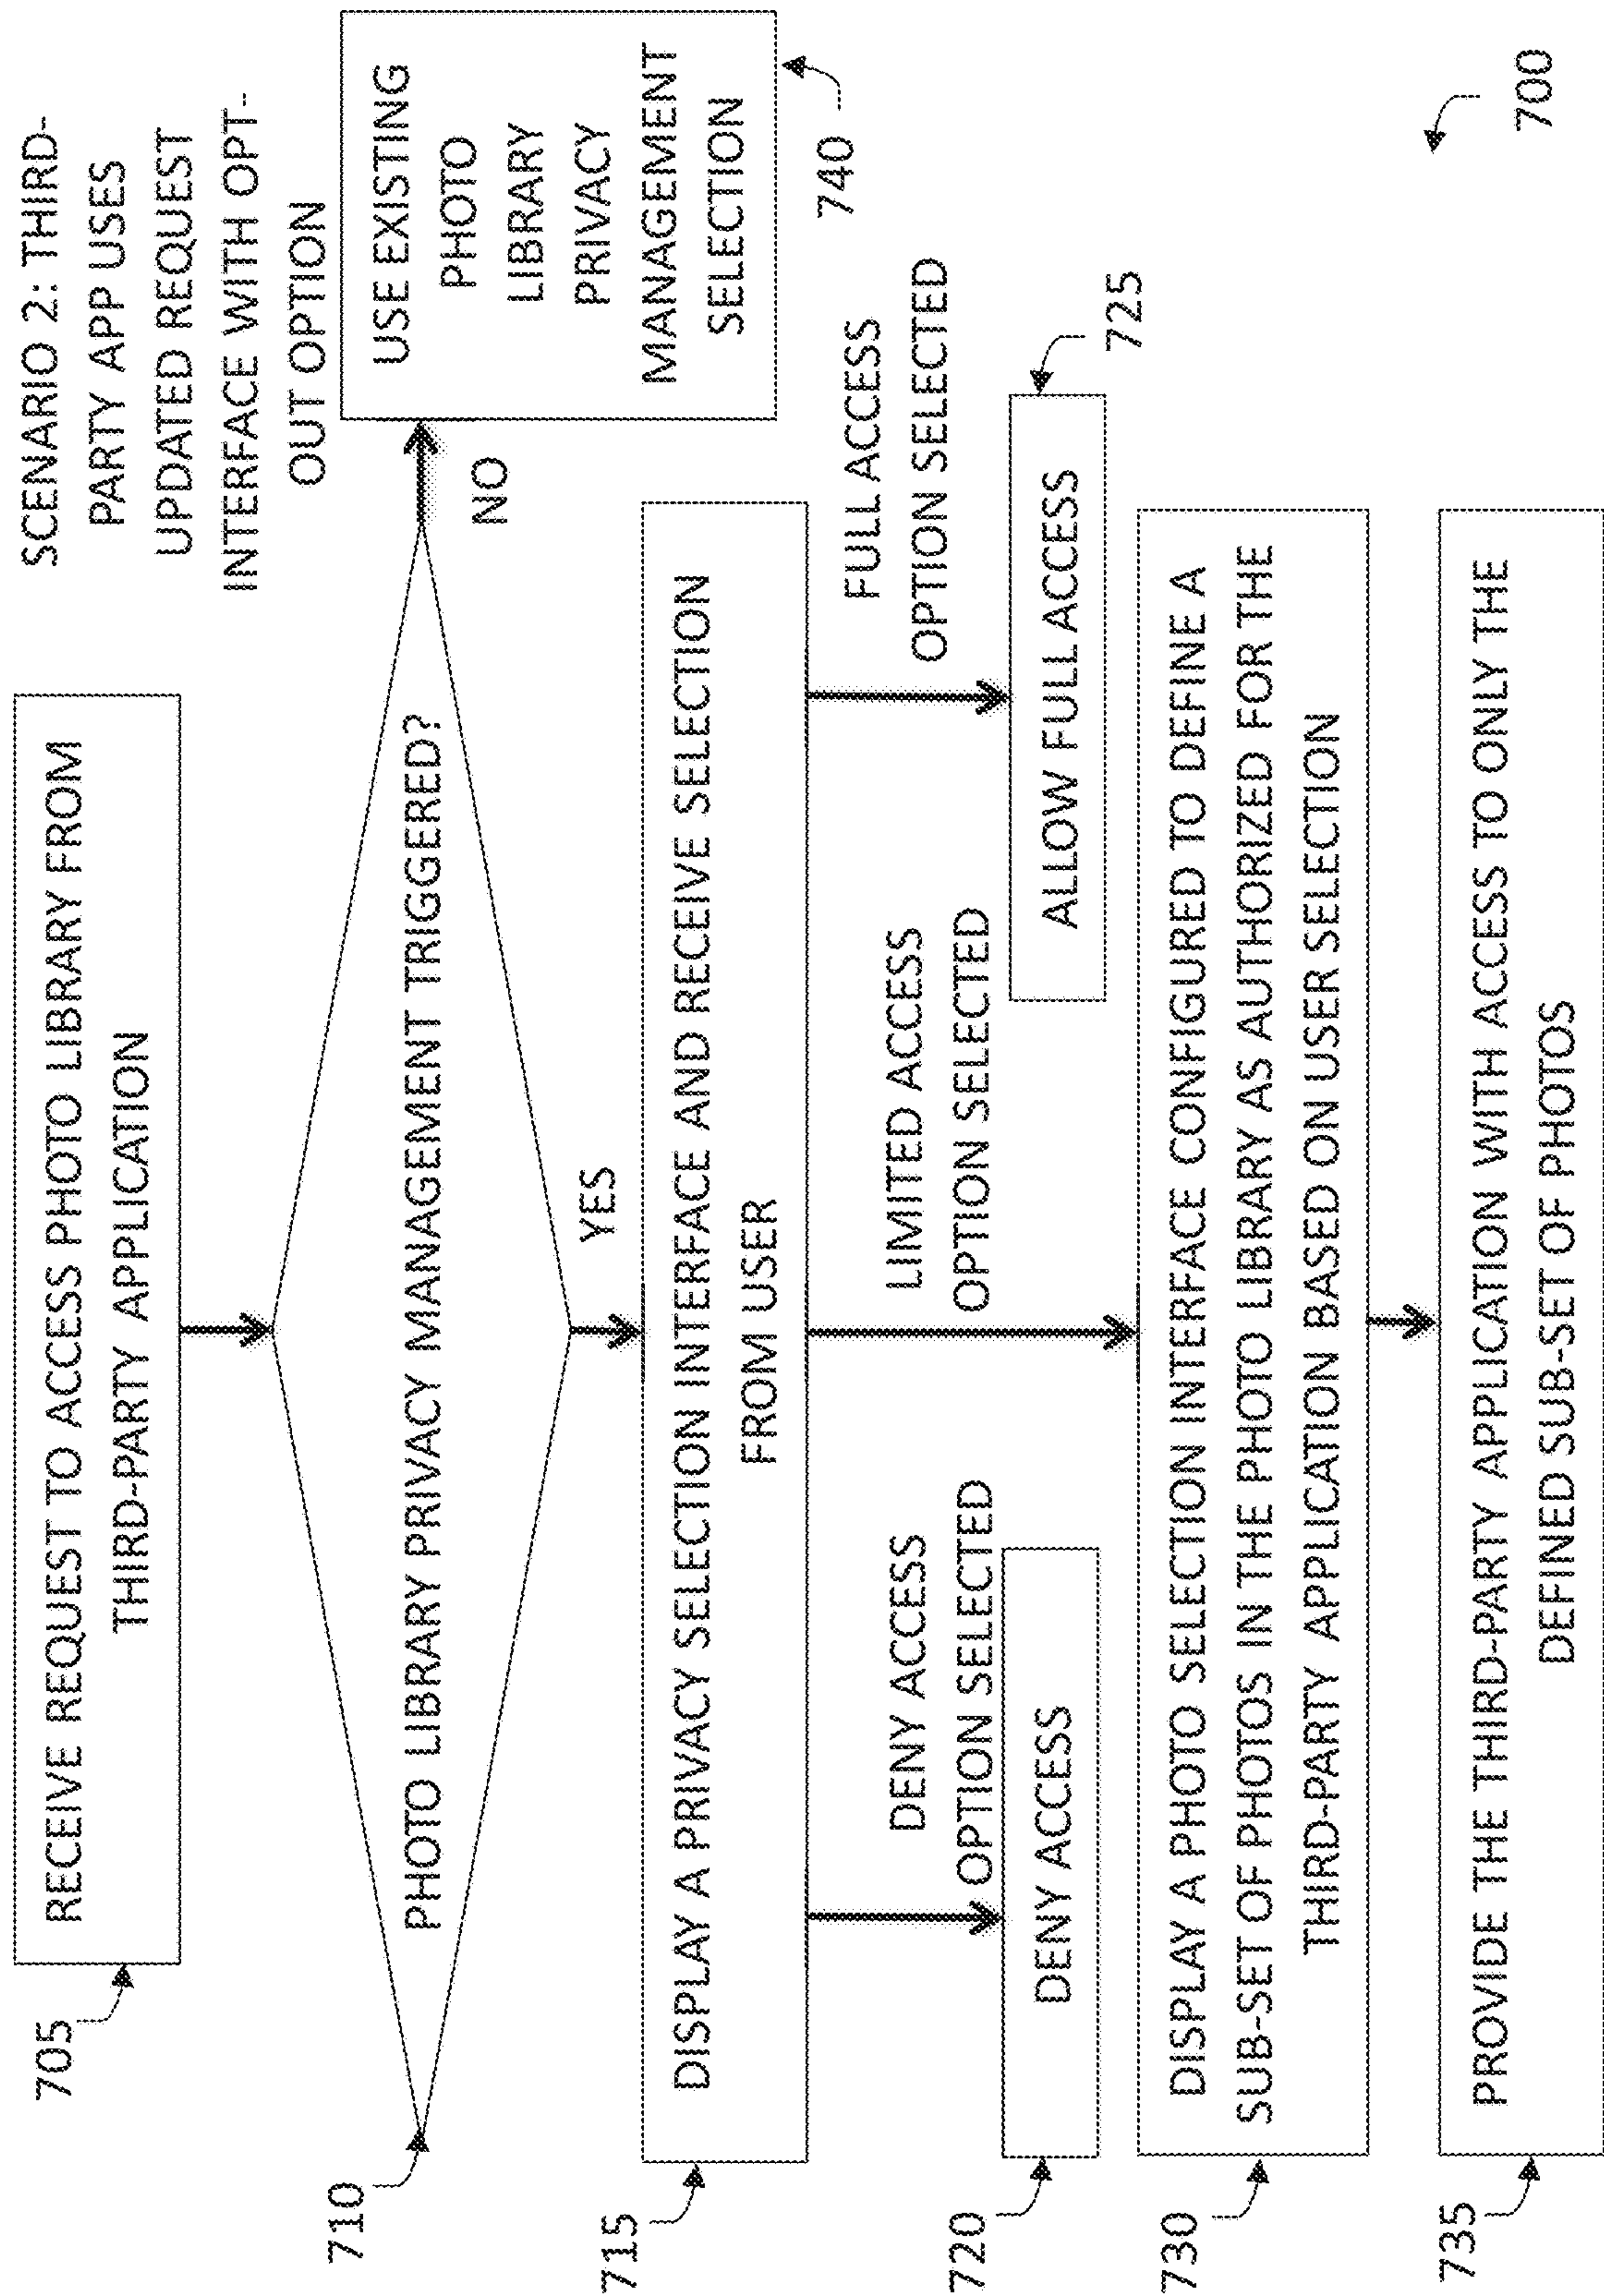 SCENARIO 2: THIRD-
PARTY APP USES
UPDATED REQUEST
INTERFACE WITH OPT-
OUT OPTION
705
RECEIVE REQUEST TO ACCESS PHOTO LIBRARY FROM
THIRD-PARTY APPLICATION
710
PHOTO LIBRARY PRIVACY MANAGEMENT TRIGGERED?
NO
USE EXISTING
PHOTO
LIBRARY
PRIVACY
MANAGEMENT
SELECTION
740
YES
715
DISPLAY A PRIVACY SELECTION INTERFACE AND RECEIVE SELECTION
FROM USER
DENY ACCESS
OPTION SELECTED
LIMITED ACCESS
OPTION SELECTED
FULL ACCESS
OPTION SELECTED
720
DENY ACCESS
ALLOW FULL ACCESS
725
730
DISPLAY A PHOTO SELECTION INTERFACE CONFIGURED TO DEFINE A
SUB-SET OF PHOTOS IN THE PHOTO LIBRARY AS AUTHORIZED FOR THE
THIRD-PARTY APPLICATION BASED ON USER SELECTION
735
PROVIDE THE THIRD-PARTY APPLICATION WITH ACCESS TO ONLY THE
DEFINED SUB-SET OF PHOTOS
700